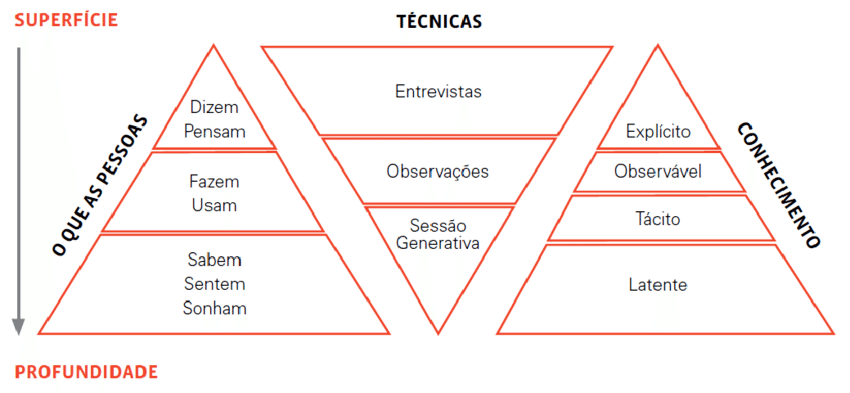 SUPERFÍCIE
TÉCNICAS
O QUE AS PESSOAS
Dizem
Pensam
Fazem
Usam
Sabem
Sentem
Sonham
Entrevistas
Observações
Sessão
Generativa
Explícito
Observável
Tácito
Latente
CONHECIMENTO
PROFUNDIDADE